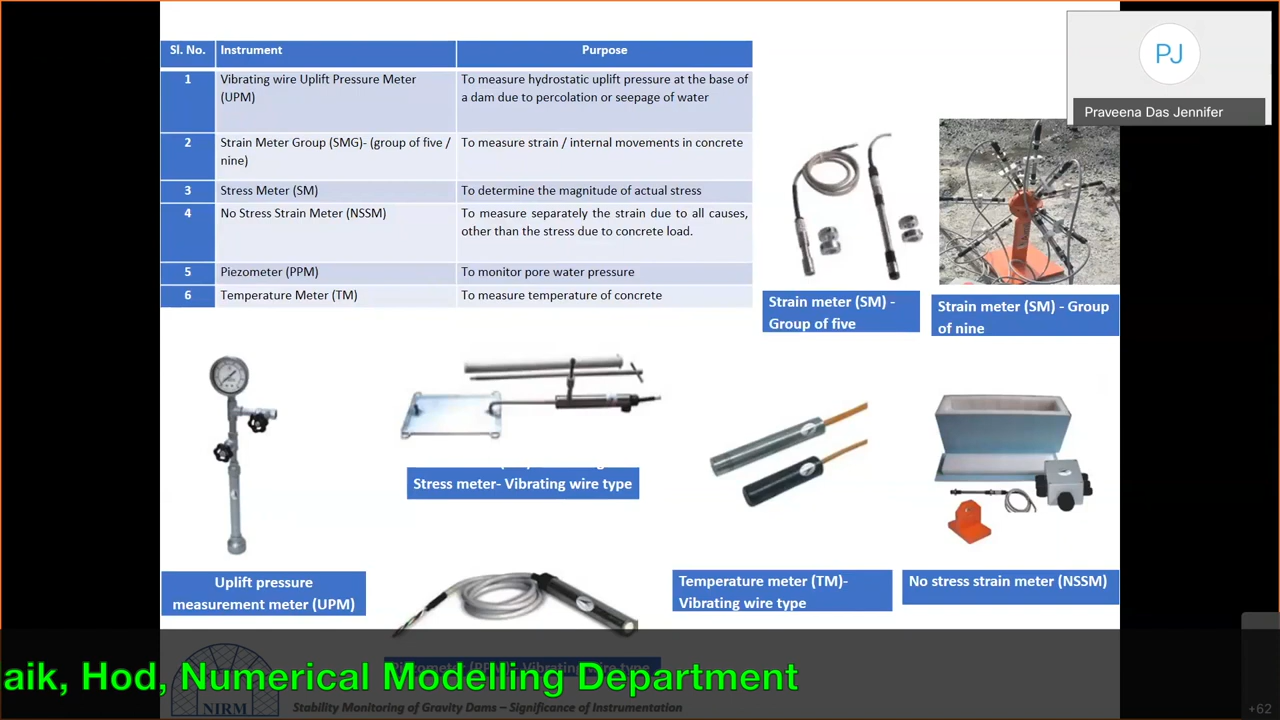 Sl. No. Instrument Purpose
1 Vibrating wire Uplift Pressure Meter To measure hydrostatic uplift pressure at the base of
(UPM) a dam due to percolation or seepage of water
2 Strain Meter Group (SMG)- (group of five / To measure strain / internal movements in concrete
nine)
3 Stress Meter (SM) To determine the magnitude of actual stress
4 No Stress Strain Meter (NSSM) To measure separately the strain due to all causes,
other than the stress due to concrete load.
5 Piezometer (PPM) To monitor pore water pressure
6 Temperature Meter (TM) To measure temperature of concrete
PJ
Praveena Das Jennifer
Strain meter (SM) -
Group of five
Strain meter (SM) - Group
of nine
Stress meter- Vibrating wire type
Uplift pressure
measurement meter (UPM)
Temperature meter (TM)-
Vibrating wire type
No stress strain meter (NSSM)
aik, Hod, Numerical Modelling Department
NIRM
Stability Monitoring of Gravity Dams – Significance of Instrumentation
+62